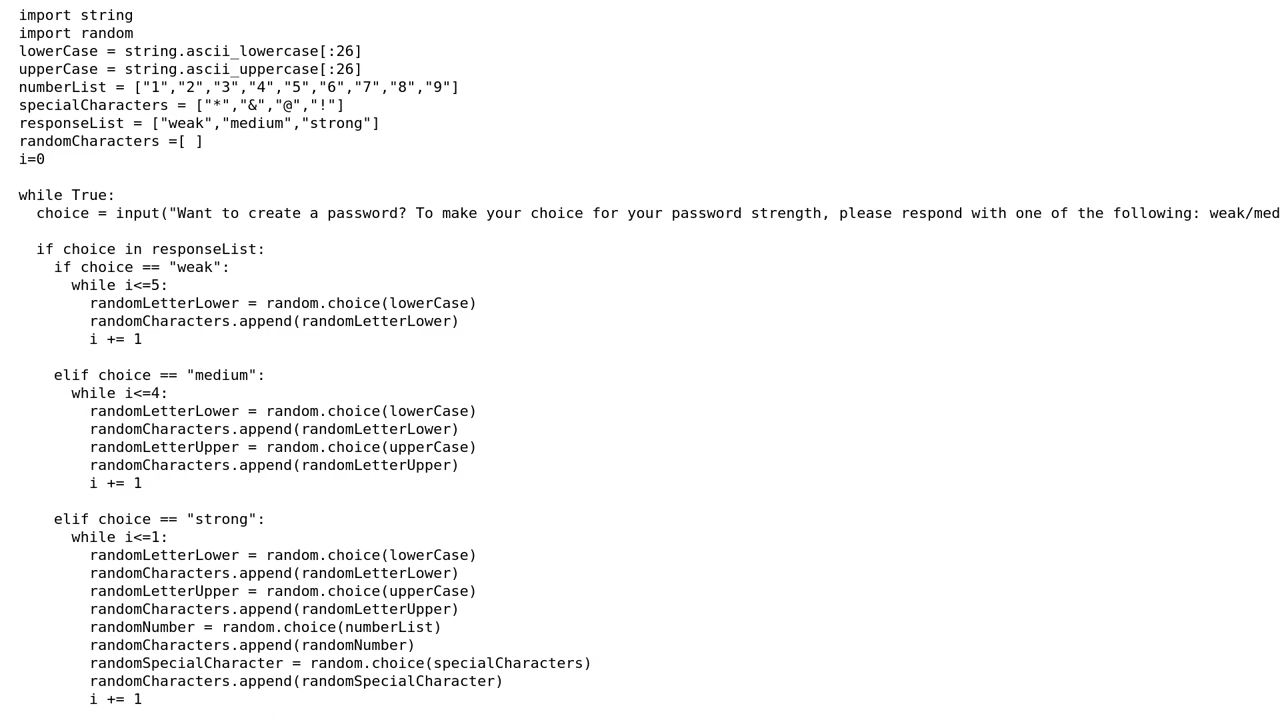 import string
import random
lowerCase = string.ascii_lowercase[:26]
upperCase = string.ascii_uppercase[:26]
numberList = ["1","2","3","4","5","6","7","8","9"]
specialCharacters = ["*","&","@","!"]
responseList = ["weak","medium","strong"]
randomCharacters =[ ]
i=0

while True:
  choice = input("Want to create a password? To make your choice for your password strength, please respond with one of the following: weak/med

  if choice in responseList:
    if choice == "weak":
      while i<=5:
        randomLetterLower = random.choice(lowerCase)
        randomCharacters.append(randomLetterLower)
        i += 1

    elif choice == "medium":
      while i<=4:
        randomLetterLower = random.choice(lowerCase)
        randomCharacters.append(randomLetterLower)
        randomLetterUpper = random.choice(upperCase)
        randomCharacters.append(randomLetterUpper)
        i += 1

    elif choice == "strong":
      while i<=1:
        randomLetterLower = random.choice(lowerCase)
        randomCharacters.append(randomLetterLower)
        randomLetterUpper = random.choice(upperCase)
        randomCharacters.append(randomLetterUpper)
        randomNumber = random.choice(numberList)
        randomCharacters.append(randomNumber)
        randomSpecialCharacter = random.choice(specialCharacters)
        randomCharacters.append(randomSpecialCharacter)
        i += 1